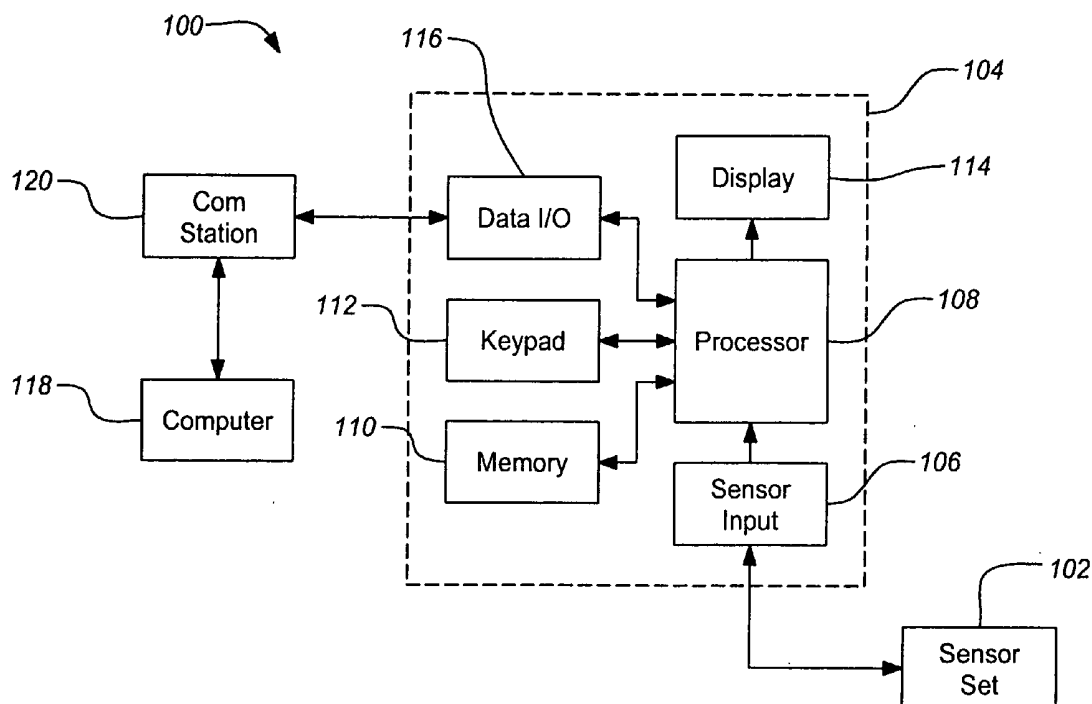 100
116
104
120
Com
Station
Data I/O
Display
114
112
Keypad
Processor
108
118
Computer
110
Memory
Sensor
Input
106
102
Sensor
Set